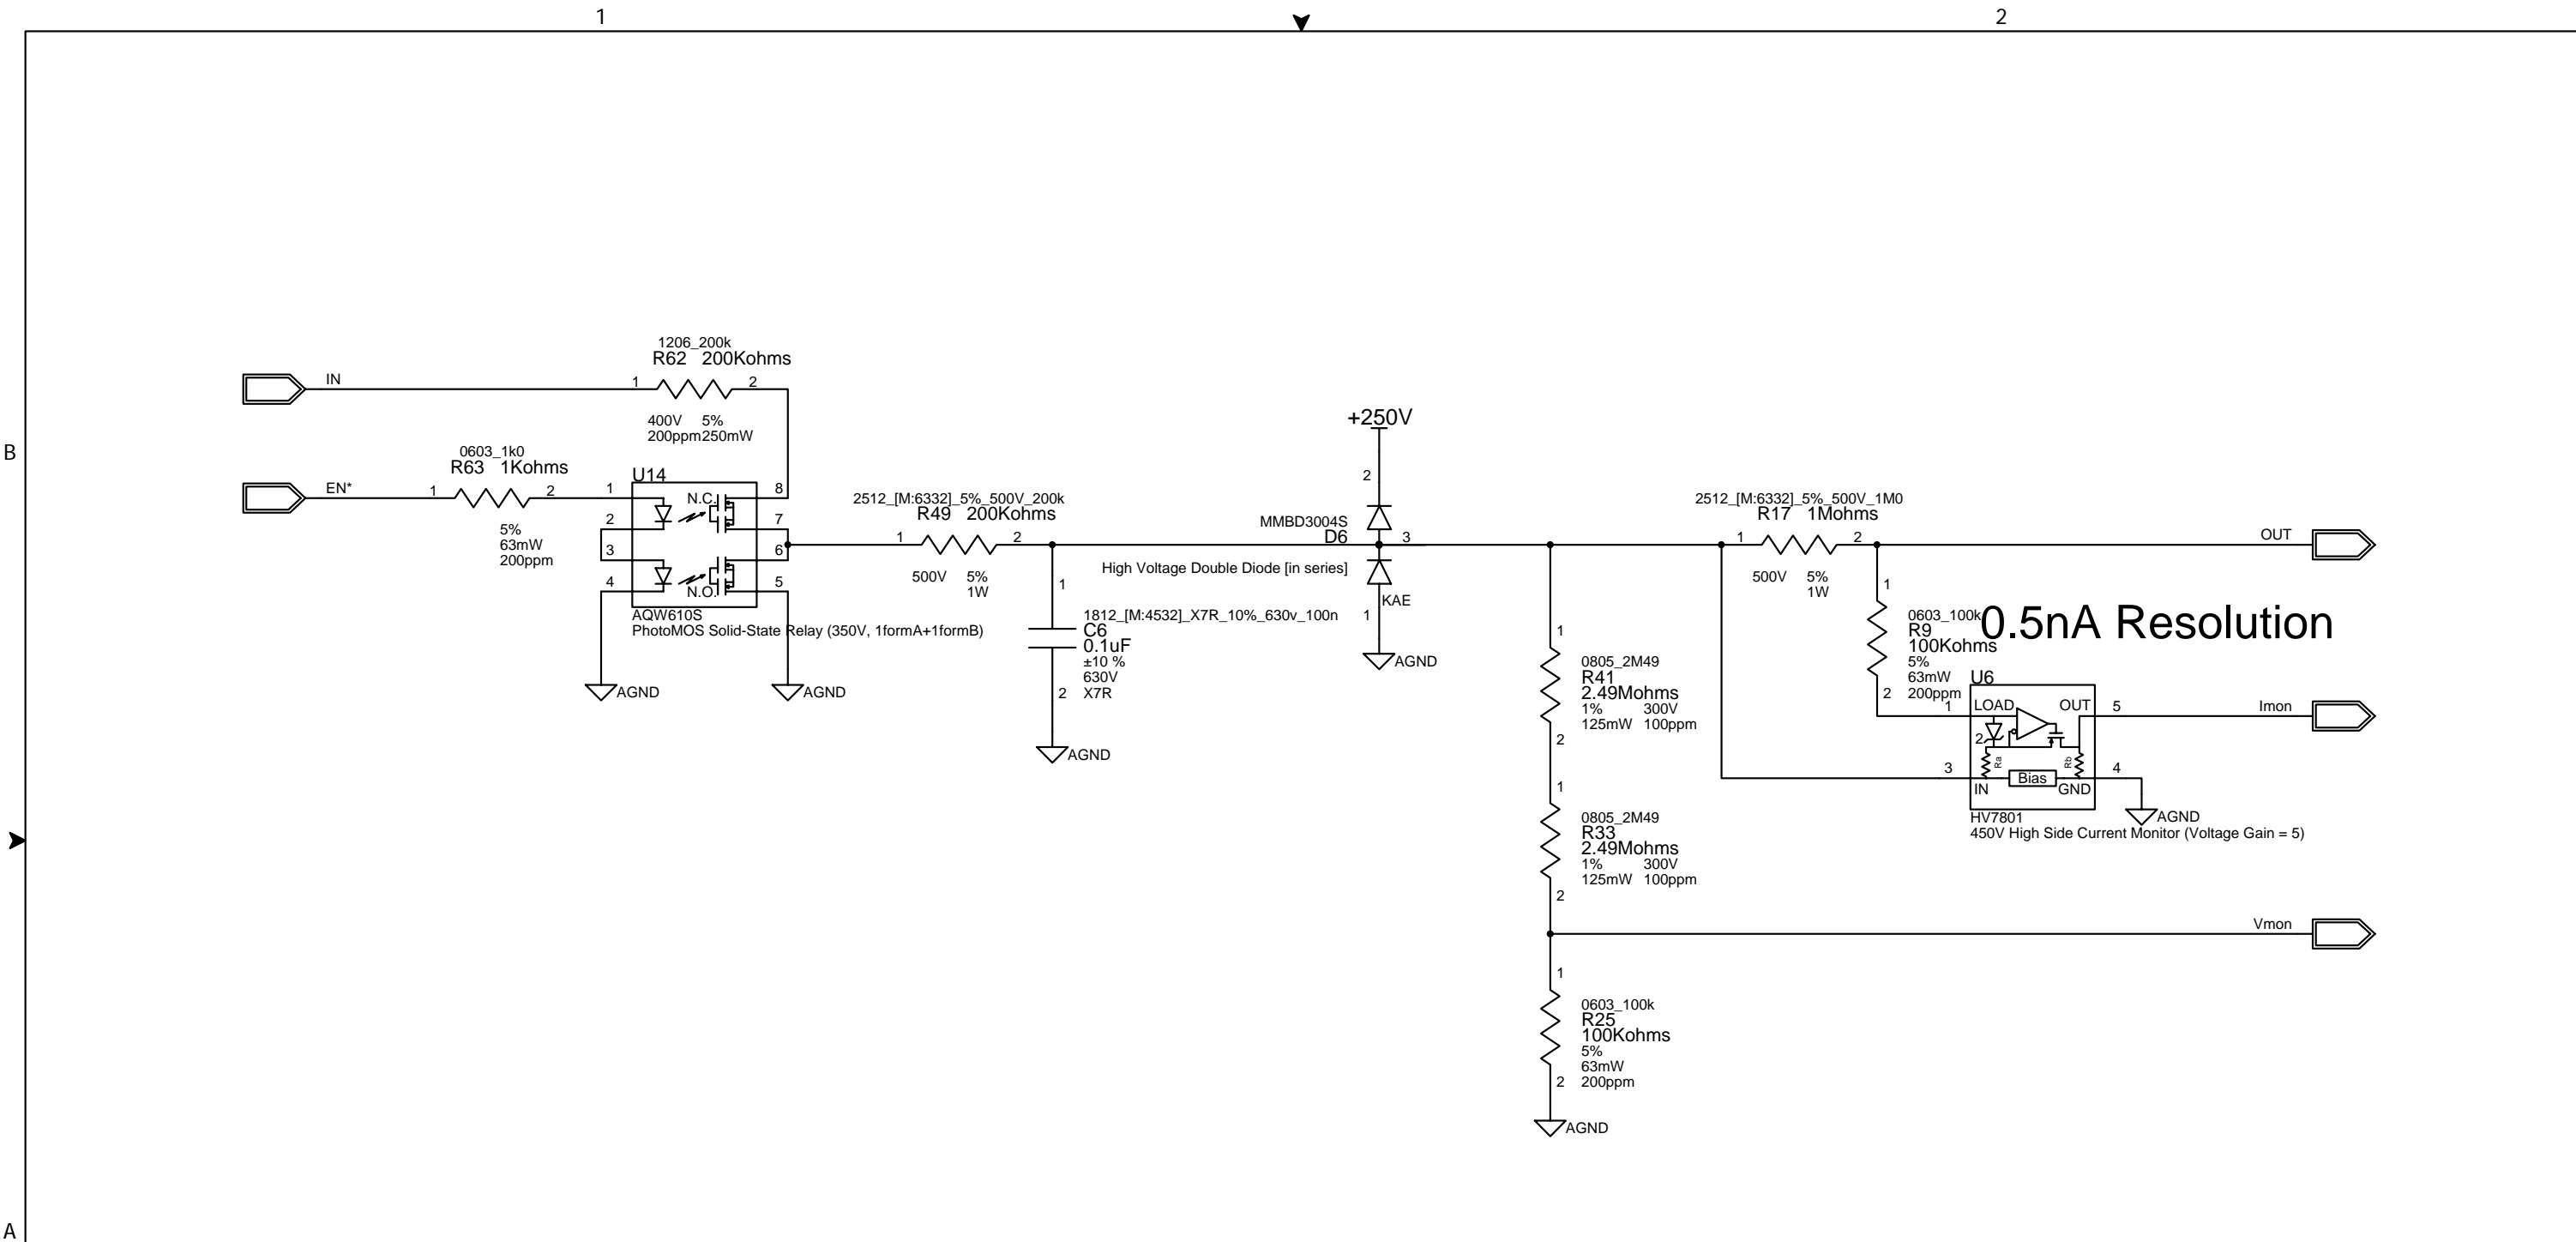 1
2
B
A
1206_200k
R62 200Kohms
IN
1
2
400V 5%
200ppm250mW
0603_1k0
R63 1Kohms
EN*
1
2
5%
63mW
200ppm
U14
1
2
3
4
N.C.
N.O.
8
7
6
5
AQW610S
PhotoMOS Solid-State Relay (350V, 1formA+1formB)
AGND
AGND
2512_[M:6332]_5%_500V_200k
R49 200Kohms
1
2
500V 5%
1W
1
1812_[M:4532]_X7R_10%_630v_100n
C6
0.1uF
±10 %
630V
2
X7R
AGND
+250V
2
MMBD3004S
D6
3
High Voltage Double Diode [in series]
KAE
1
AGND
1
0805_2M49
R41
2.49Mohms
1% 300V
125mW 100ppm
2
1
0805_2M49
R33
2.49Mohms
1% 300V
125mW 100ppm
2
1
0603_100k
R25
100Kohms
5%
63mW
2
200ppm
AGND
2512_[M:6332]_5%_500V_1M0
R17 1Mohms
1
2
500V 5%
1W
OUT
1
0603_100k
R9
100Kohms
5%
63mW
2
200ppm
0.5nA Resolution
U6
1
LOAD
OUT
5
Imon
2
Ra
Rb
3
Bias
4
IN
GND
AGND
HV7801
450V High Side Current Monitor (Voltage Gain = 5)
Vmon